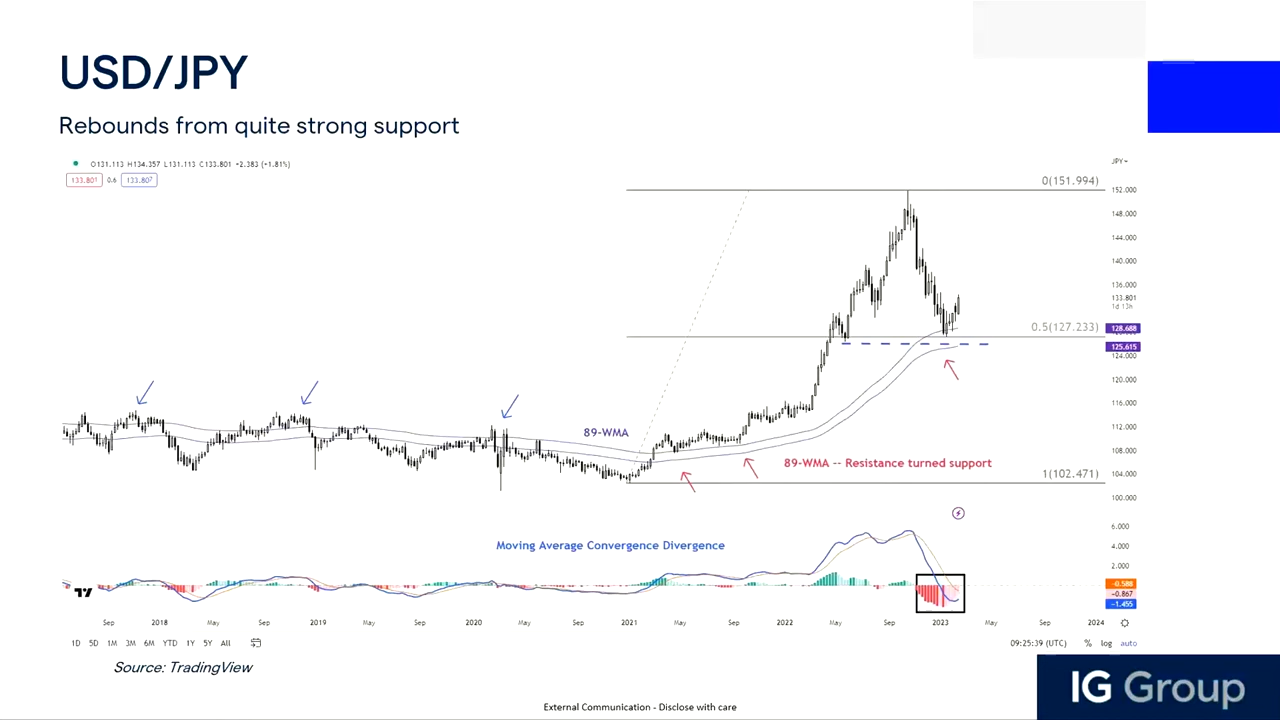 USD/JPY
Rebounds from quite strong support
O131.113 H134.357 L131.113 C133.801 +2.383 (+1.81%)
133.801 0.6 133.807
JPY
0(151.994)
152.000
148.000
144.000
140.000
136.000
133.801
1d 13h
0.5(127.233)
128.688
125.615
124.000
120.000
116.000
112.000
89-WMA
108.000
89-WMA -- Resistance turned support
1(102.471)
104.000
100.000
Moving Average Convergence Divergence
6.000
4.000
2.000
-0.588
-0.867
-1.455
Sep 2018 May Sep 2019 May Sep 2020 May Sep 2021 May Sep 2022 May Sep 2023 May Sep 2024
1D 5D 1M 3M 6M YTD 1Y 5Y All
09:25:39 (UTC) % log auto
Source: TradingView
IG Group
External Communication - Disclose with care